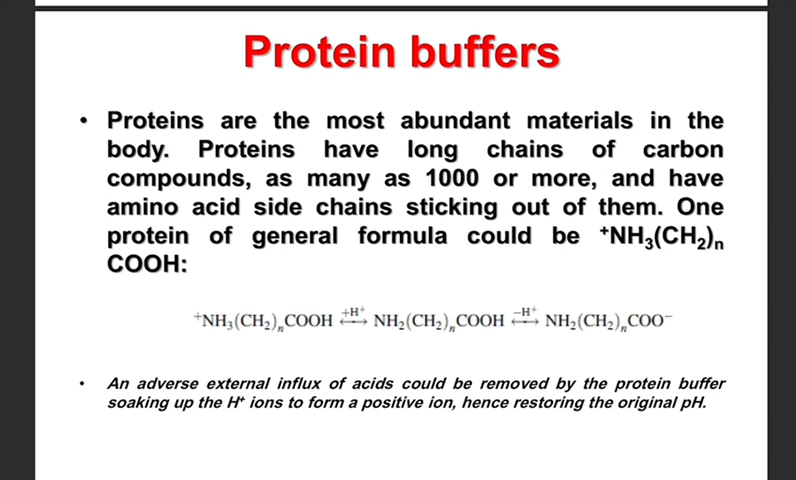 Protein buffers
• Proteins are the most abundant materials in the
body. Proteins have long chains of carbon
compounds, as many as 1000 or more, and have
amino acid side chains sticking out of them. One
protein of general formula could be ⁺NH₃(CH₂)ₙ
COOH:
⁺NH₃(CH₂)ₙCOOH +H⁺⟷ NH₂(CH₂)ₙCOOH −H⁺⟷ NH₂(CH₂)ₙCOO⁻
• An adverse external influx of acids could be removed by the protein buffer
soaking up the H⁺ ions to form a positive ion, hence restoring the original pH.